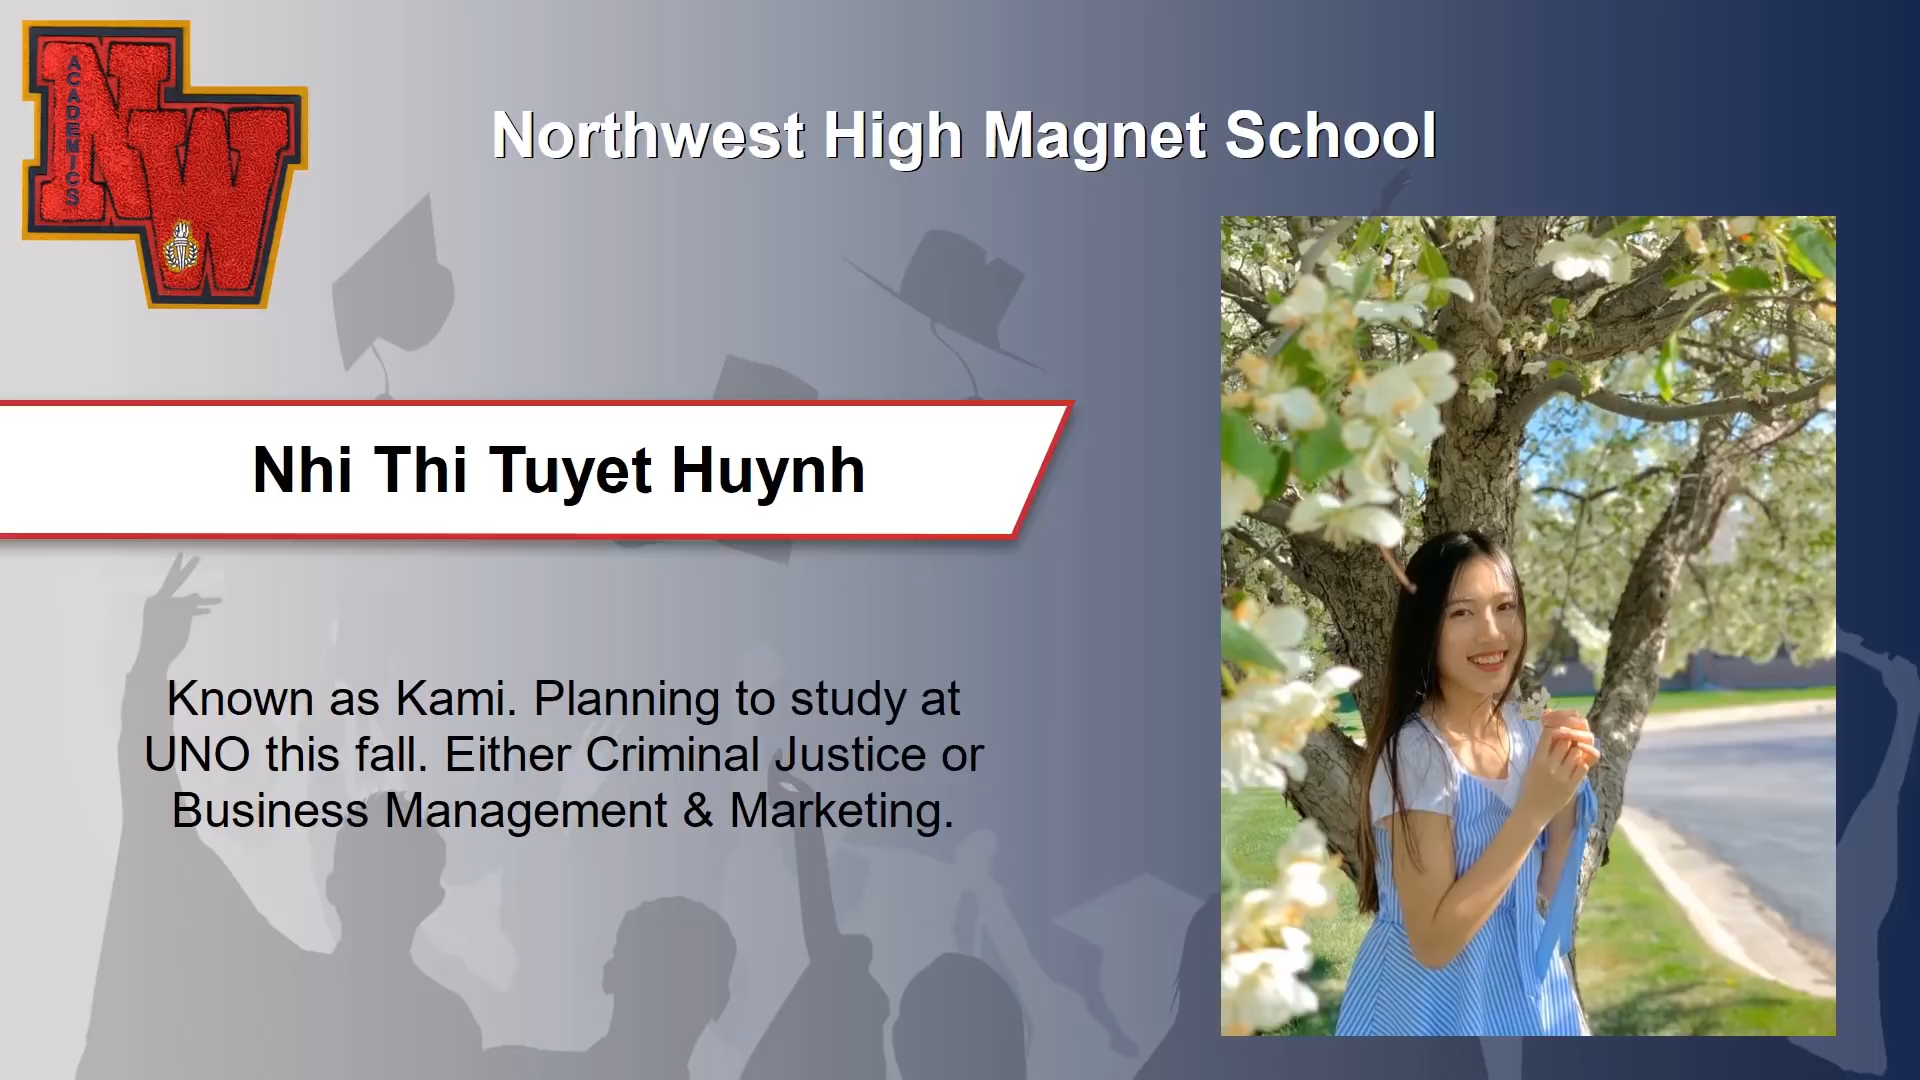 ACADEMICS
NW
Northwest High Magnet School
Nhi Thi Tuyet Huynh
Known as Kami. Planning to study at
UNO this fall. Either Criminal Justice or
Business Management & Marketing.